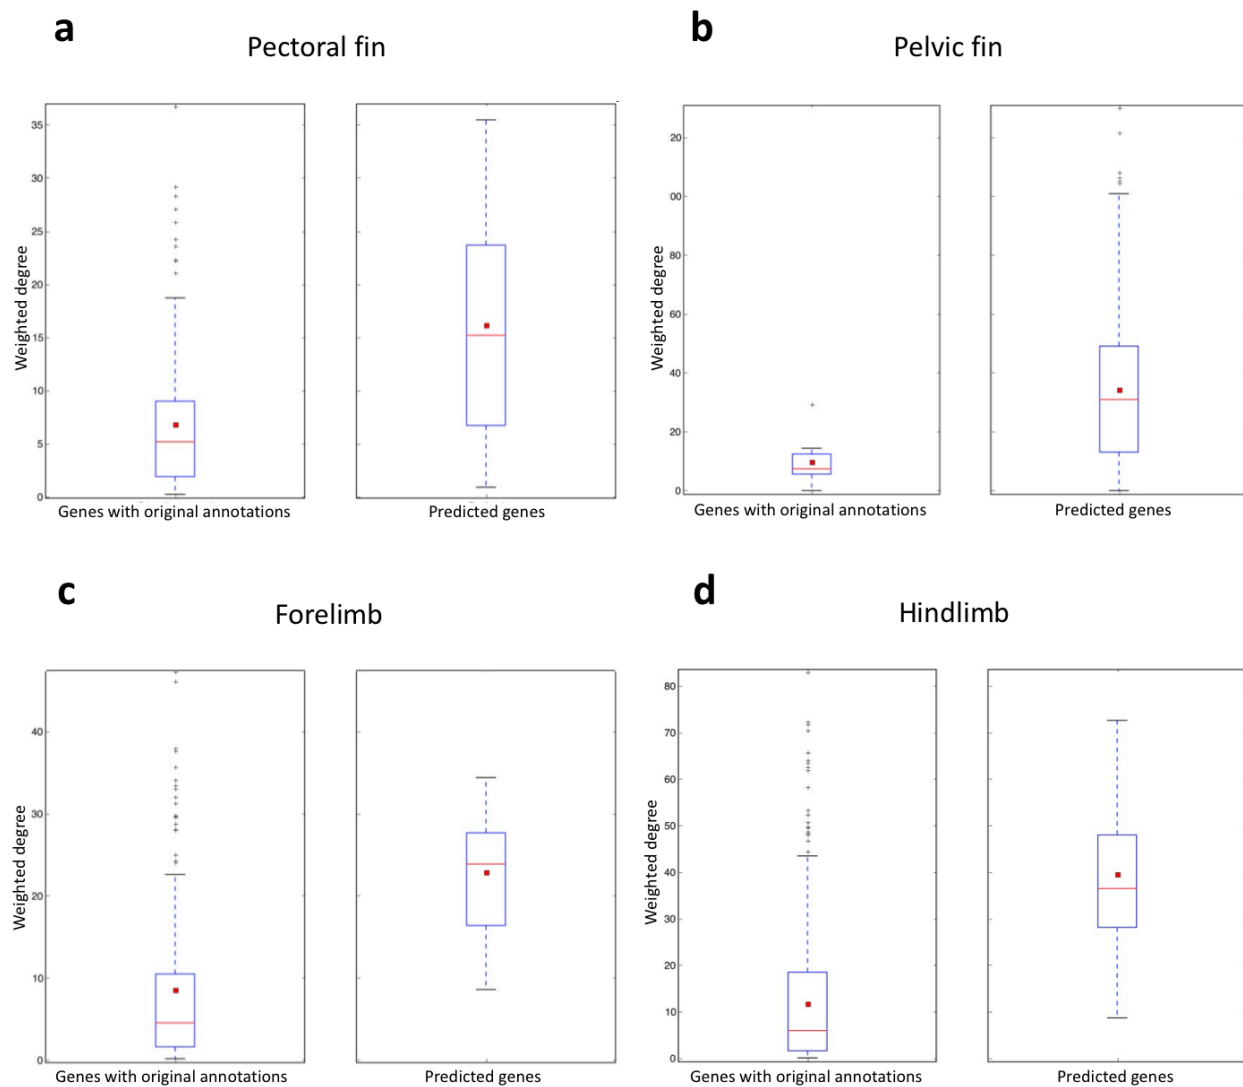 a
Pectoral fin
b
Pelvic fin
Weighted degree
35
30
25
20
15
10
5
0
Genes with original annotations
Predicted genes
Weighted degree
20
00
80
60
40
20
0
Genes with original annotations
Predicted genes
c
Forelimb
d
Hindlimb
Weighted degree
40
30
20
10
0
Genes with original annotations
Predicted genes
Weighted degree
80
70
60
50
40
30
20
10
0
Genes with original annotations
Predicted genes